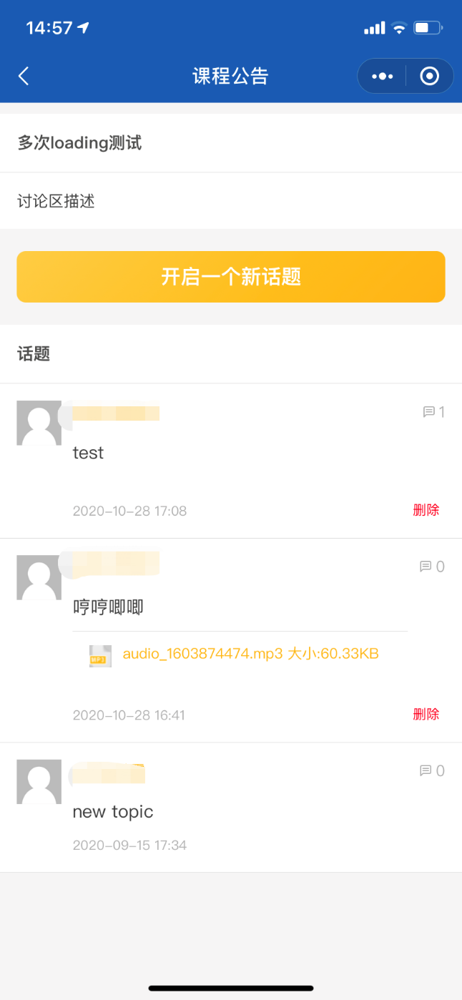 14:57
课程公告
多次loading测试
讨论区描述
开启一个新话题
话题
1
test
2020-10-28 17:08
删除
0
哼哼唧唧
MP3
audio_1603874474.mp3 大小:60.33KB
2020-10-28 16:41
删除
0
new topic
2020-09-15 17:34